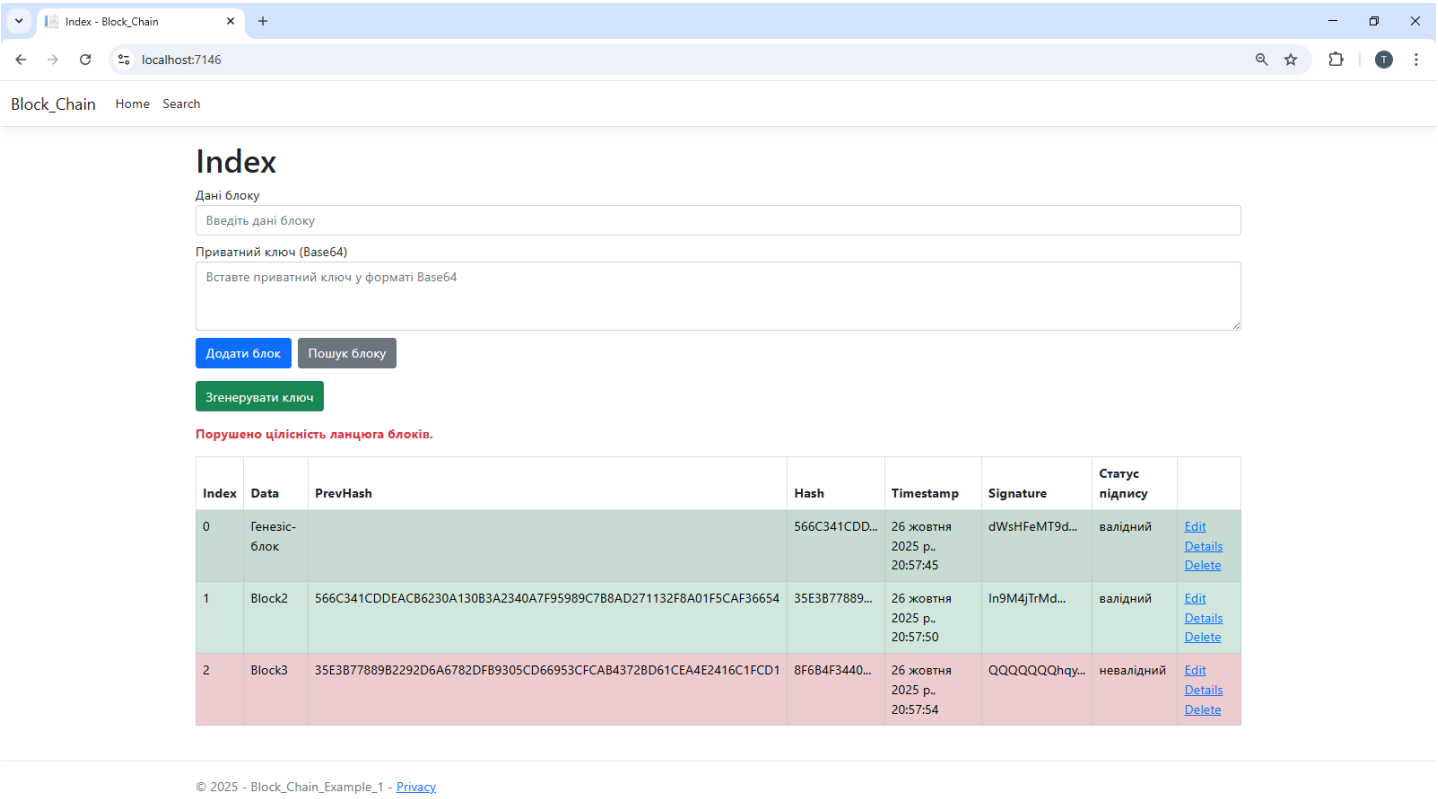 Index - Block_Chain
localhost:7146
T
Block_Chain Home Search
Index
Дані блоку
Введіть дані блоку
Приватний ключ (Base64)
Вставте приватний ключ у форматі Base64
Додати блок Пошук блоку
Згенерувати ключ
Порушено цілісність ланцюга блоків.
Index Data PrevHash Hash Timestamp Signature Статус підпису
0 Генезіс-блок 566C341CDD... 26 жовтня 2025 р., 20:57:45 dWsHFeMT9d... валідний Edit Details Delete
1 Block2 566C341CDDEACB6230A130B3A2340A7F95989C7B8AD271132F8A01F5CAF36654 35E3B77889... 26 жовтня 2025 р., 20:57:50 In9M4jTrMd... валідний Edit Details Delete
2 Block3 35E3B77889B2292D6A6782DFB9305CD66953CFCAB4372BD61CEA4E2416C1FCD1 8F6B4F3440... 26 жовтня 2025 р., 20:57:54 QQQQQQQhqy... невалідний Edit Details Delete
© 2025 - Block_Chain_Example_1 - Privacy